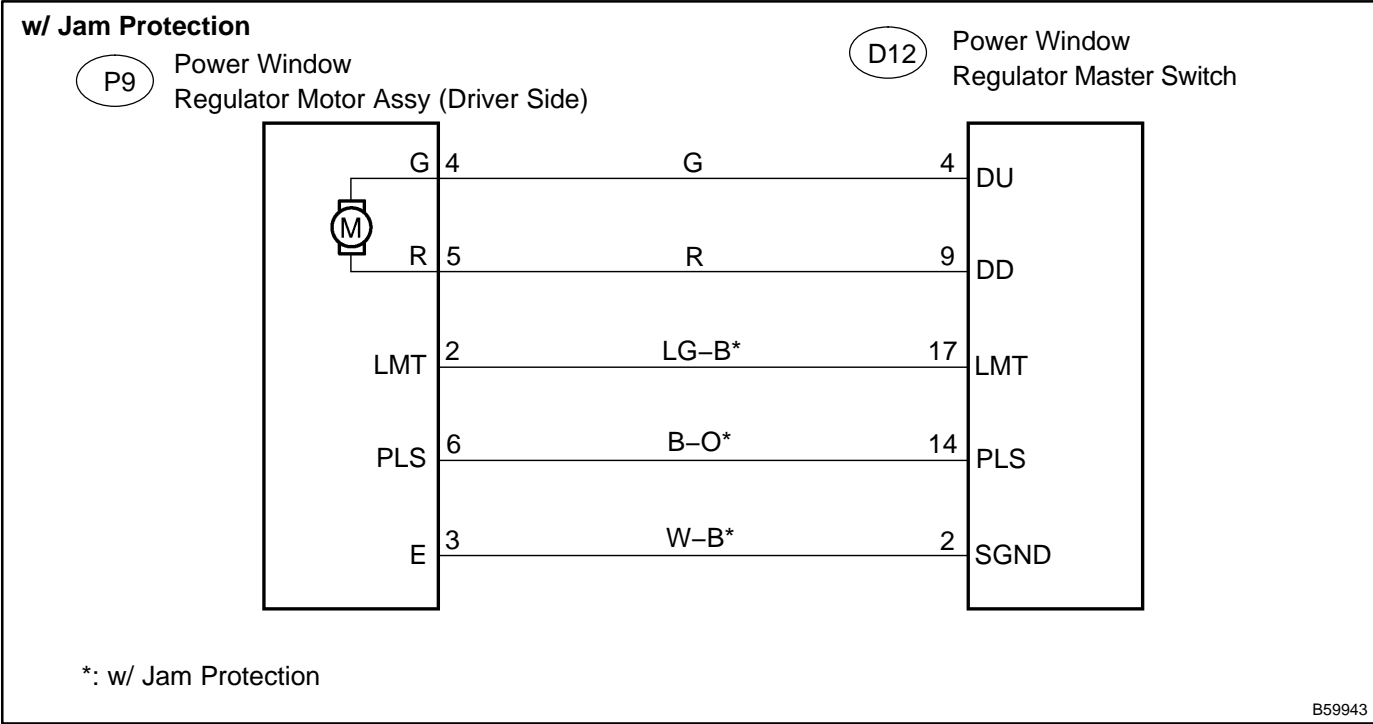 w/ Jam Protection
P9
Power Window
Regulator Motor Assy (Driver Side)
D12
Power Window
Regulator Master Switch
G 4 G 4 DU
M
R 5 R 9 DD
LMT 2 LG−B* 17 LMT
PLS 6 B−O* 14 PLS
E 3 W−B* 2 SGND
*: w/ Jam Protection
B59943